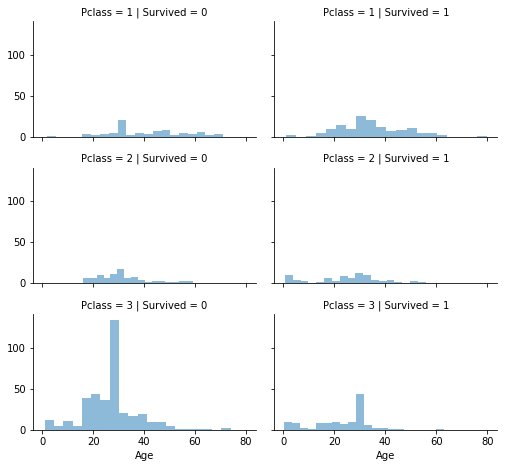 Pclass = 1 | Survived = 0
Pclass = 1 | Survived = 1
100
50
0
Pclass = 2 | Survived = 0
Pclass = 2 | Survived = 1
100
50
0
Pclass = 3 | Survived = 0
Pclass = 3 | Survived = 1
100
50
0
0 20 40 60 80 0 20 40 60 80
Age Age